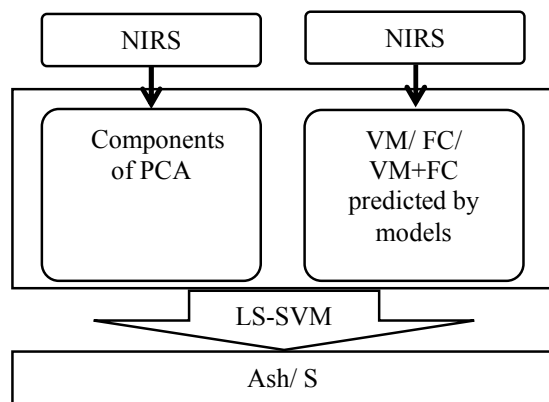 NIRS
NIRS
Components
of PCA
VM/ FC/
VM+FC
predicted by
models
LS-SVM
Ash/ S